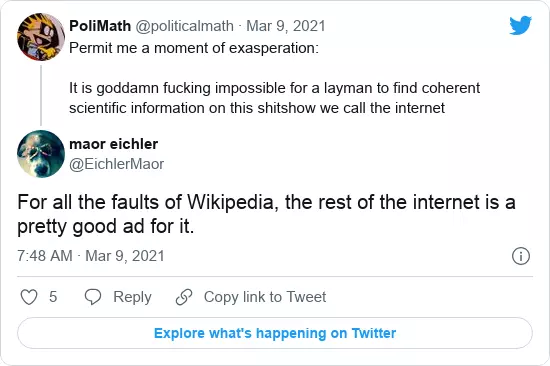 PoliMath @politicalmath · Mar 9, 2021
Permit me a moment of exasperation:
It is goddamn fucking impossible for a layman to find coherent
scientific information on this shitshow we call the internet
maor eichler
@EichlerMaor
For all the faults of Wikipedia, the rest of the internet is a
pretty good ad for it.
7:48 AM · Mar 9, 2021
5 Reply Copy link to Tweet
Explore what's happening on Twitter